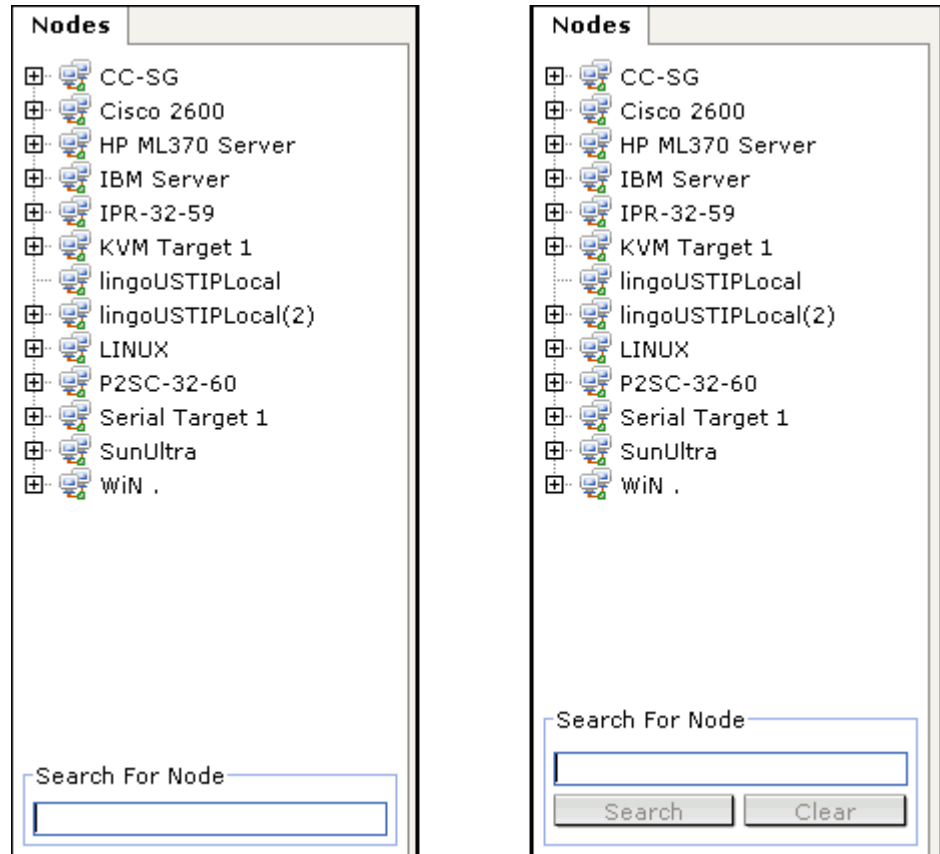 Nodes
CC-SG
Cisco 2600
HP ML370 Server
IBM Server
IPR-32-59
KVM Target 1
lingoUSTIPLocal
lingoUSTIPLocal(2)
LINUX
P2SC-32-60
Serial Target 1
SunUltra
WiN .
Search For Node
Nodes
CC-SG
Cisco 2600
HP ML370 Server
IBM Server
IPR-32-59
KVM Target 1
lingoUSTIPLocal
lingoUSTIPLocal(2)
LINUX
P2SC-32-60
Serial Target 1
SunUltra
WiN .
Search For Node
Search Clear